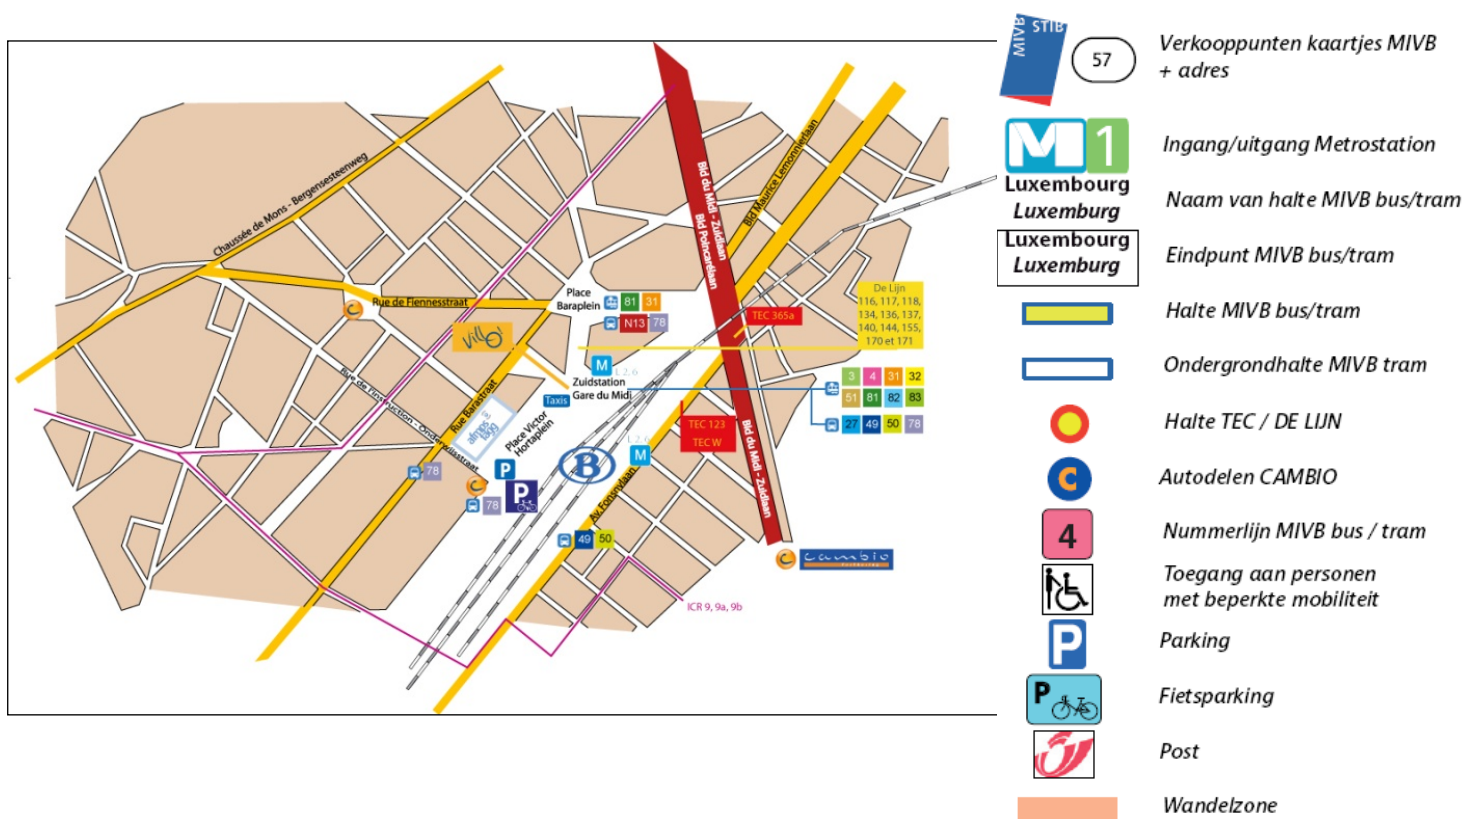 Chaussée de Mons - Bergensesteenweg
Rue de Fiennesstraat
Place
Baraplein
81 31
N13 78
Villo!
Rue de l'instruction - Onderwijsstraat
Rue Barastraat
M
L 2, 6
Zuidstation
Gare du Midi
Taxis
Place Victor
Hortaplein
P
P
B
78
78
49 50
M
L 2, 6
Av. Fonsnylaan
Bld du Midi - Zuidlaan
Bld Poincarélaan
Bld Maurice Lemonnierlaan
Bld du Midi - Zuidlaan
TEC 365a
TEC 123
TEC W
De Lijn
116, 117, 118,
134, 136, 137,
140, 144, 155,
170 et 171
3 4 31 32
51 81 82 83
27 49 50 78
cambio
ICR 9, 9a, 9b
MIVB STIB
57
Verkooppunten kaartjes MIVB
+ adres
M 1
Ingang/uitgang Metrostation
Luxembourg
Luxemburg
Naam van halte MIVB bus/tram
Luxembourg
Luxemburg
Eindpunt MIVB bus/tram
Halte MIVB bus/tram
Ondergrondhalte MIVB tram
Halte TEC / DE LIJN
C
Autodelen CAMBIO
4
Nummerlijn MIVB bus / tram
Toegang aan personen
met beperkte mobiliteit
P
Parking
P
Fietsparking
Post
Wandelzone